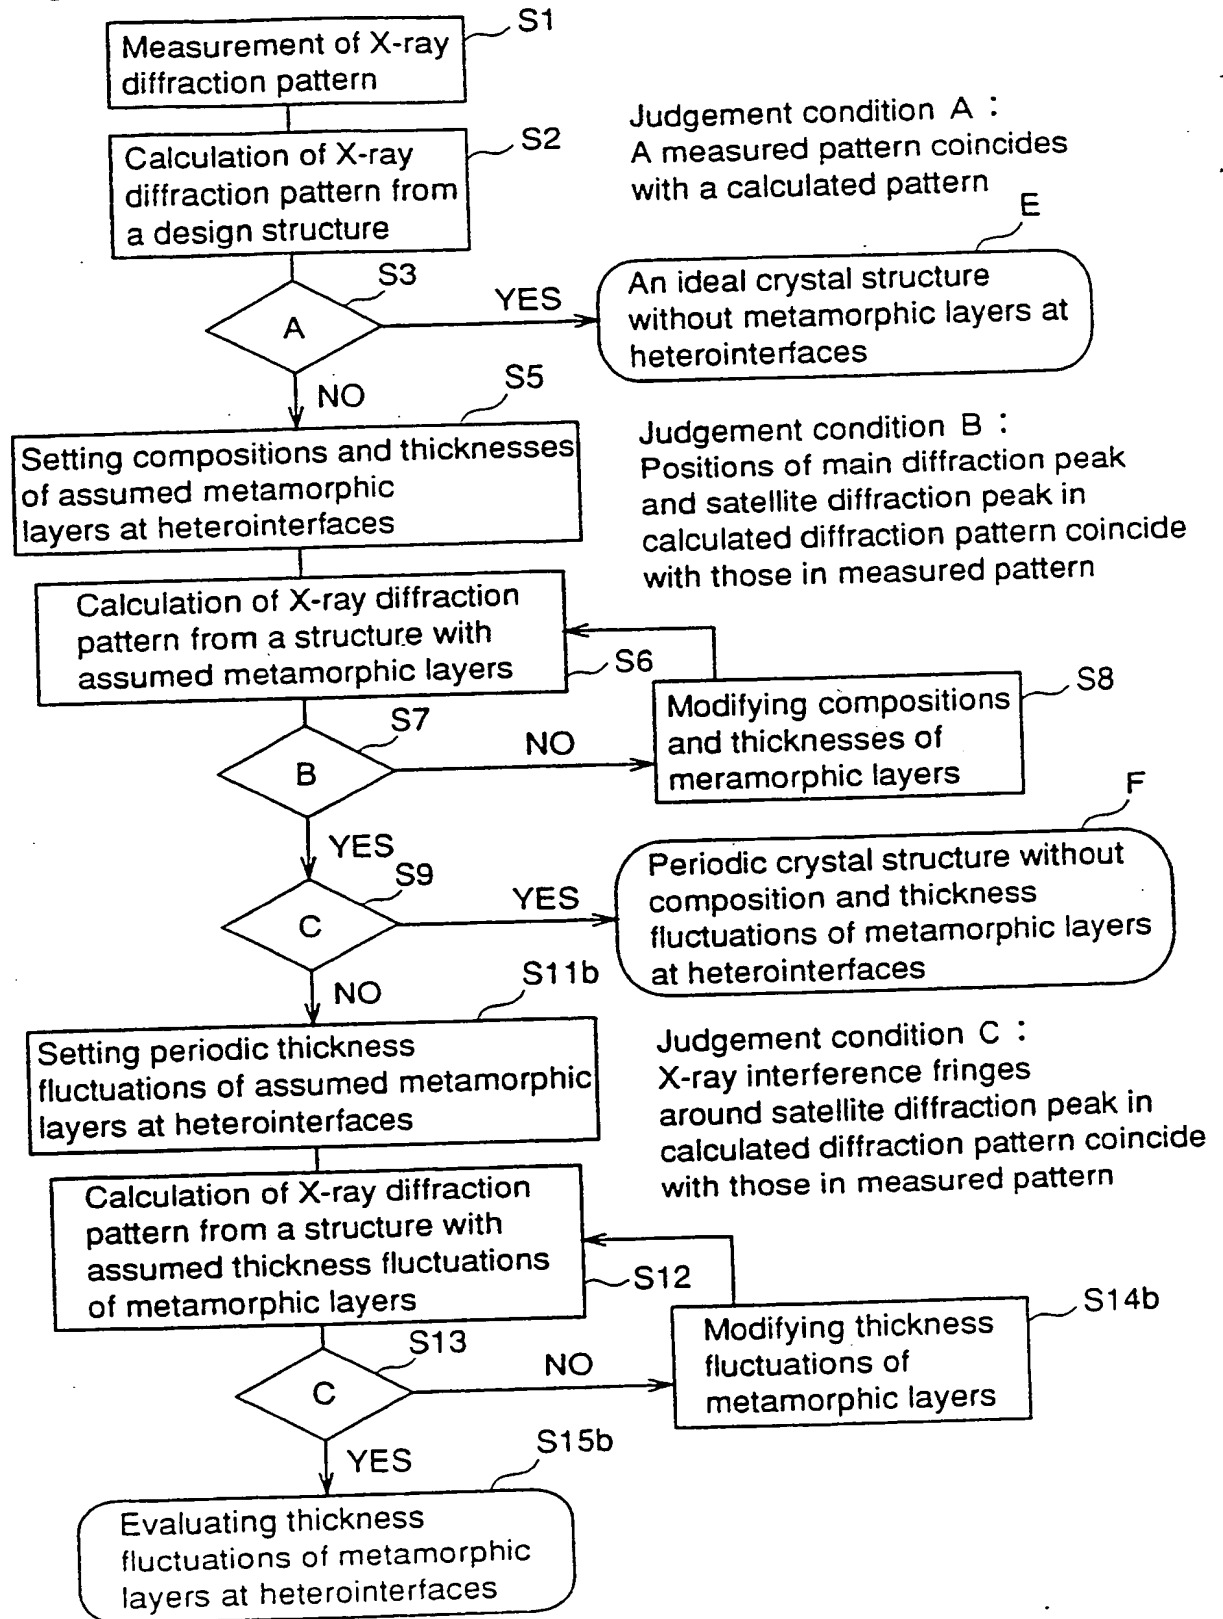 S1
Measurement of X-ray
diffraction pattern
S2
Calculation of X-ray
diffraction pattern from
a design structure
Judgement condition A :
A measured pattern coincides
with a calculated pattern
S3
A
YES
E
An ideal crystal structure
without metamorphic layers at
heterointerfaces
NO
S5
Setting compositions and thicknesses
of assumed metamorphic
layers at heterointerfaces
Judgement condition B :
Positions of main diffraction peak
and satellite diffraction peak in
calculated diffraction pattern coincide
with those in measured pattern
Calculation of X-ray diffraction
pattern from a structure with
assumed metamorphic layers
S6
S7
B
NO
S8
Modifying compositions
and thicknesses of
meramorphic layers
YES
S9
C
YES
F
Periodic crystal structure without
composition and thickness
fluctuations of metamorphic layers
at heterointerfaces
NO
S11b
Setting periodic thickness
fluctuations of assumed metamorphic
layers at heterointerfaces
Judgement condition C :
X-ray interference fringes
around satellite diffraction peak in
calculated diffraction pattern coincide
with those in measured pattern
Calculation of X-ray diffraction
pattern from a structure with
assumed thickness fluctuations
of metamorphic layers
S12
S13
C
NO
S14b
Modifying thickness
fluctuations of
metamorphic layers
YES
S15b
Evaluating thickness
fluctuations of metamorphic
layers at heterointerfaces